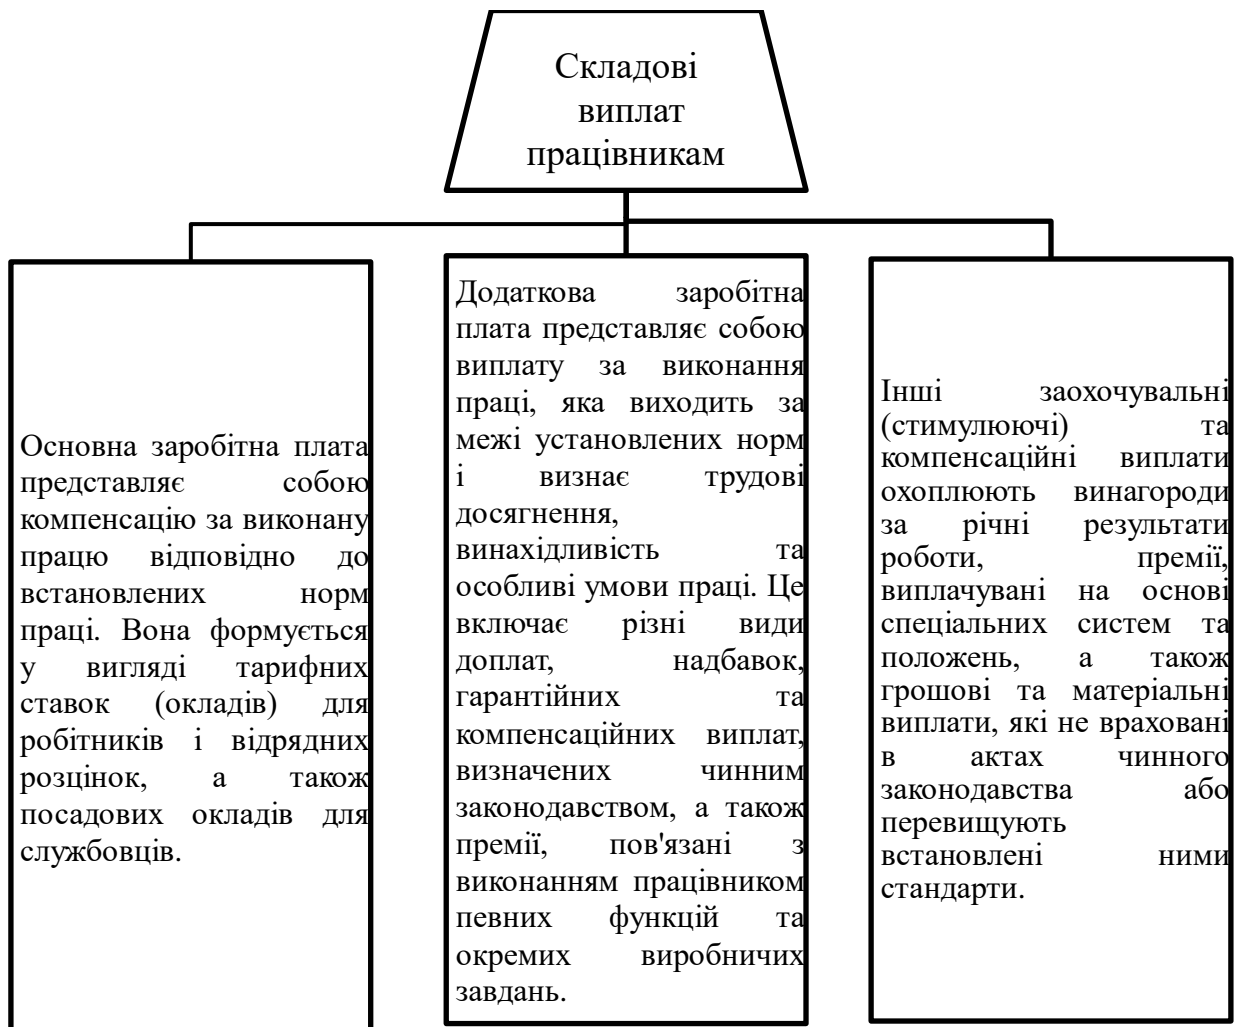 Складові
виплат
працівникам
Основна заробітна плата
представляє собою
компенсацію за виконану
працю відповідно до
встановлених норм
праці. Вона формується
у вигляді тарифних
ставок (окладів) для
робітників і відрядних
розцінок, а також
посадових окладів для
службовців.
Додаткова заробітна
плата представляє собою
виплату за виконання
праці, яка виходить за
межі установлених норм
і визнає трудові
досягнення,
винахідливість та
особливі умови праці. Це
включає різні види
доплат, надбавок,
гарантійних та
компенсаційних виплат,
визначених чинним
законодавством, а також
премії, пов'язані з
виконанням працівником
певних функцій та
окремих виробничих
завдань.
Інші заохочувальні
(стимулюючі) та
компенсаційні виплати
охоплюють винагороди
за річні результати
роботи, премії,
виплачувані на основі
спеціальних систем та
положень, а також
грошові та матеріальні
виплати, які не враховані
в актах чинного
законодавства або
перевищують
встановлені ними
стандарти.